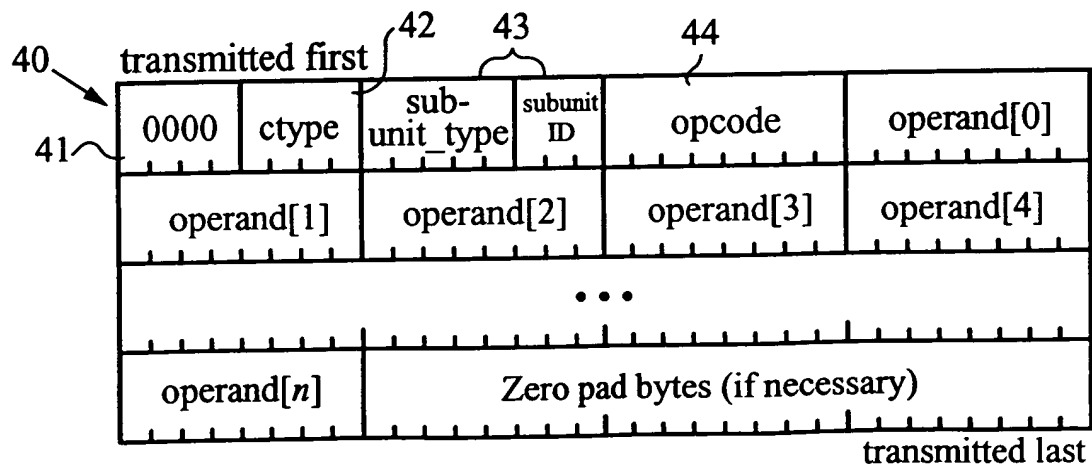 42 43 44
40 transmitted first
41 0000 ctype sub-unit_type subunit ID opcode operand[0]
operand[1] operand[2] operand[3] operand[4]
•••
operand[n] Zero pad bytes (if necessary)
transmitted last